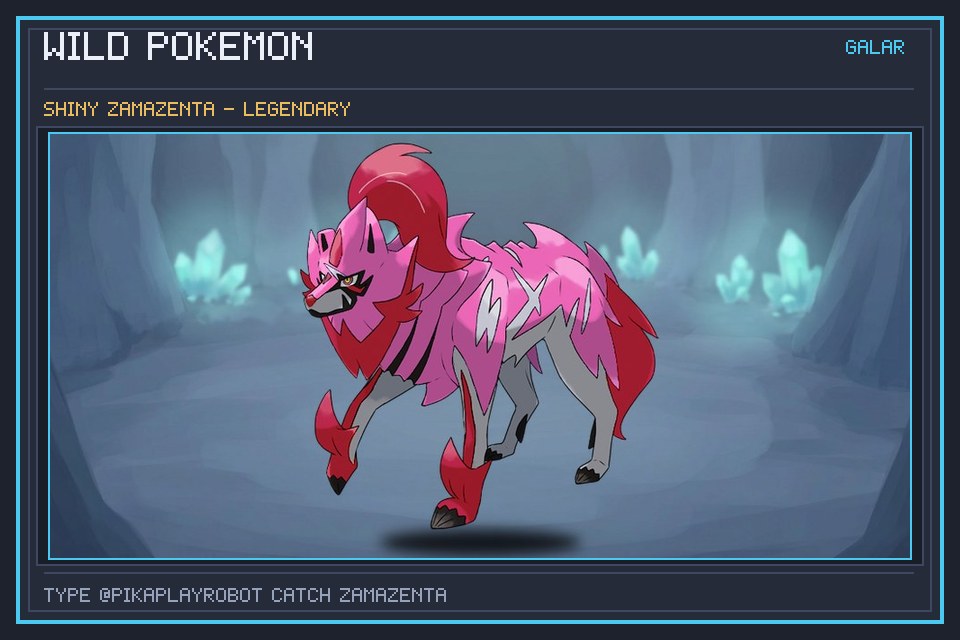 WILD POKEMON
GALAR
SHINY ZAMAZENTA - LEGENDARY
TYPE @PIKAPLAYROBOT CATCH ZAMAZENTA